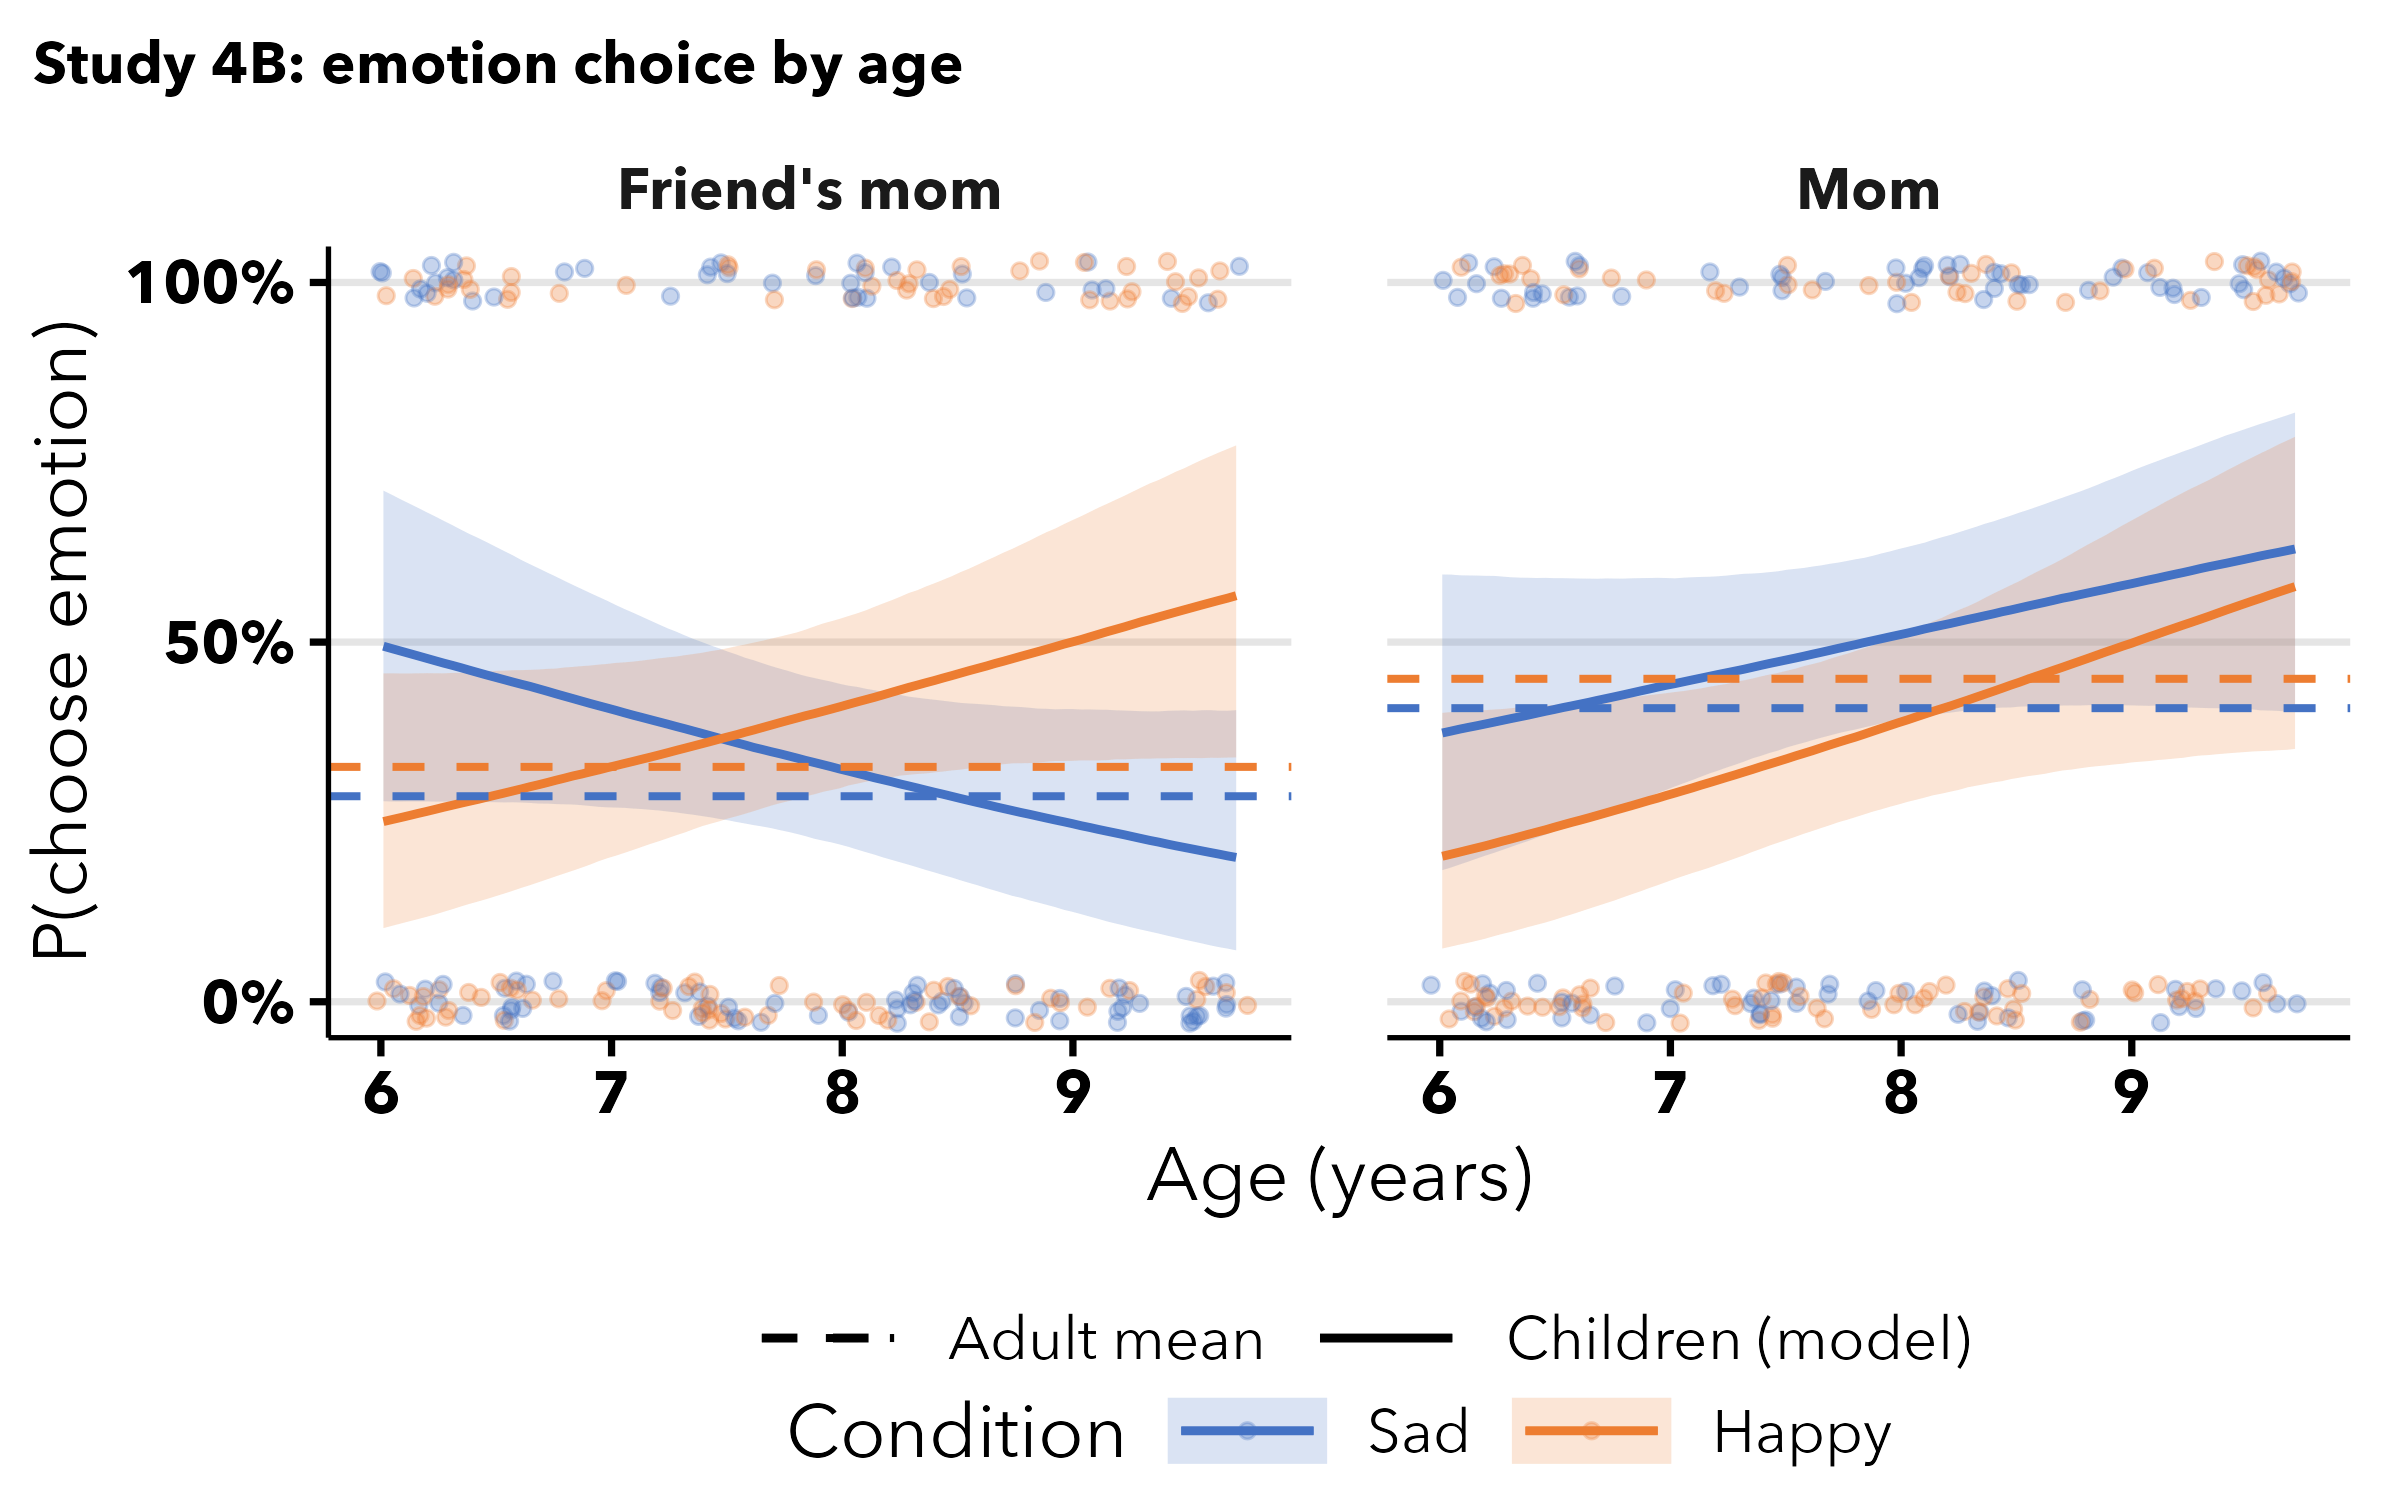 Study 4B: emotion choice by age
Friend's mom
Mom
P(choose emotion)
100%
50%
0%
6 7 8 9
6 7 8 9
Age (years)
Adult mean Children (model)
Condition Sad Happy